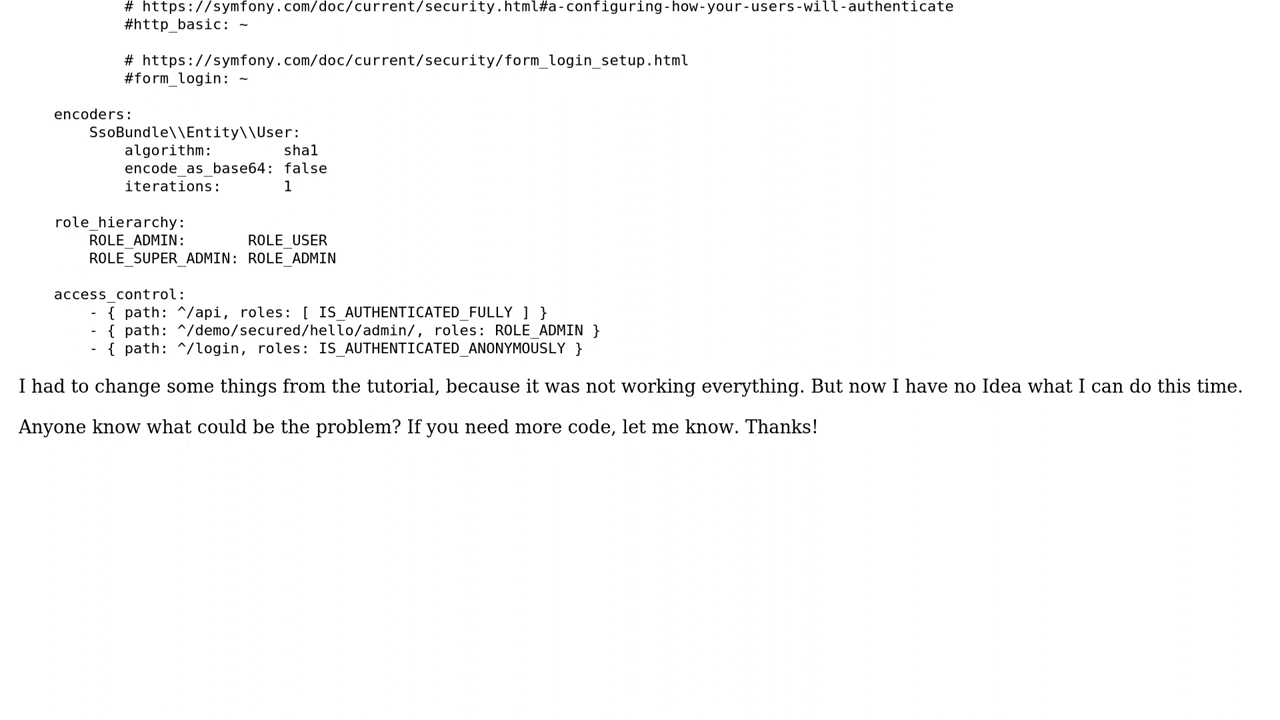 # https://symfony.com/doc/current/security.html#a-configuring-how-your-users-will-authenticate
#http_basic: ~
# https://symfony.com/doc/current/security/form_login_setup.html
#form_login: ~
encoders:
SsoBundle\\Entity\\User:
algorithm: sha1
encode_as_base64: false
iterations: 1
role_hierarchy:
ROLE_ADMIN: ROLE_USER
ROLE_SUPER_ADMIN: ROLE_ADMIN
access_control:
- { path: ^/api, roles: [ IS_AUTHENTICATED_FULLY ] }
- { path: ^/demo/secured/hello/admin/, roles: ROLE_ADMIN }
- { path: ^/login, roles: IS_AUTHENTICATED_ANONYMOUSLY }
I had to change some things from the tutorial, because it was not working everything. But now I have no Idea what I can do this time.
Anyone know what could be the problem? If you need more code, let me know. Thanks!